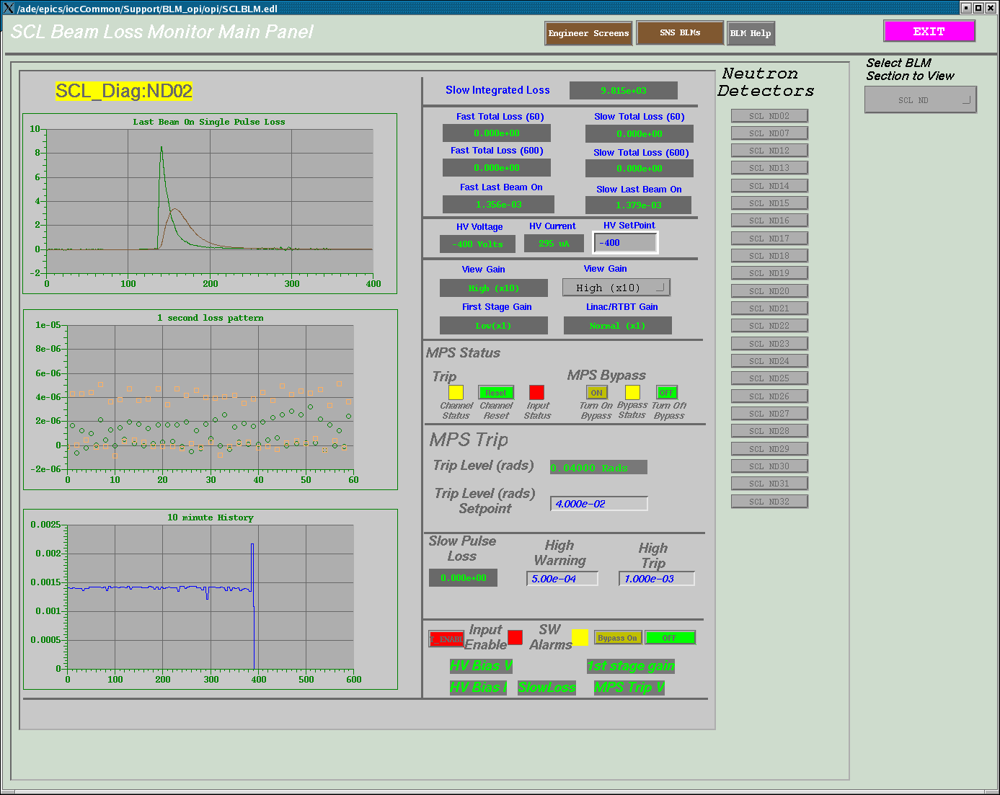 /ade/epics/iocCommon/Support/BLM_opi/opi/SCLBLM.edl
SCL Beam Loss Monitor Main Panel
Engineer Screens
SNS BLMs
BLM Help
EXIT
Select BLM
Section to View
SCL ND
Neutron
Detectors
SCL ND02
SCL ND07
SCL ND12
SCL ND13
SCL ND14
SCL ND15
SCL ND16
SCL ND17
SCL ND18
SCL ND19
SCL ND20
SCL ND21
SCL ND22
SCL ND23
SCL ND24
SCL ND25
SCL ND26
SCL ND27
SCL ND28
SCL ND29
SCL ND30
SCL ND31
SCL ND32
SCL_Diag:ND02
Last Beam On Single Pulse Loss
10
8
6
4
2
0
-2
0 100 200 300 400
1 second loss pattern
1e-05
8e-06
6e-06
4e-06
2e-06
0
-2e-06
0 10 20 30 40 50 60
10 minute History
0.0025
0.002
0.0015
0.001
0.0005
0
0 100 200 300 400 500 600
Slow Integrated Loss 9.815e+03
Fast Total Loss (60) Slow Total Loss (60)
0.000e+00 0.000e+00
Fast Total Loss (600) Slow Total Loss (600)
0.000e+00 0.000e+00
Fast Last Beam On Slow Last Beam On
1.356e-03 1.379e-03
HV Voltage HV Current HV SetPoint
-400 Volts 295 uA -400
View Gain View Gain
High (x10) High (x10)
First Stage Gain Linac/RTBT Gain
Low(x1) Normal (x1)
MPS Status
Trip MPS Bypass
Reset ON OFF
Channel Status
Channel Reset
Input Status
Turn On Bypass
Bypass Status
Turn Off Bypass
MPS Trip
Trip Level (rads) 0.04000 Rads
Trip Level (rads)
Setpoint
4.000e-02
Slow Pulse
Loss
High
Warning
High
Trip
0.000e+00 5.00e-04 1.000e-03
Input
Enable
SW
Alarms
Bypass On OFF
HV Bias V 1st stage gain
HV Bias SlowLoss MPS Trip V